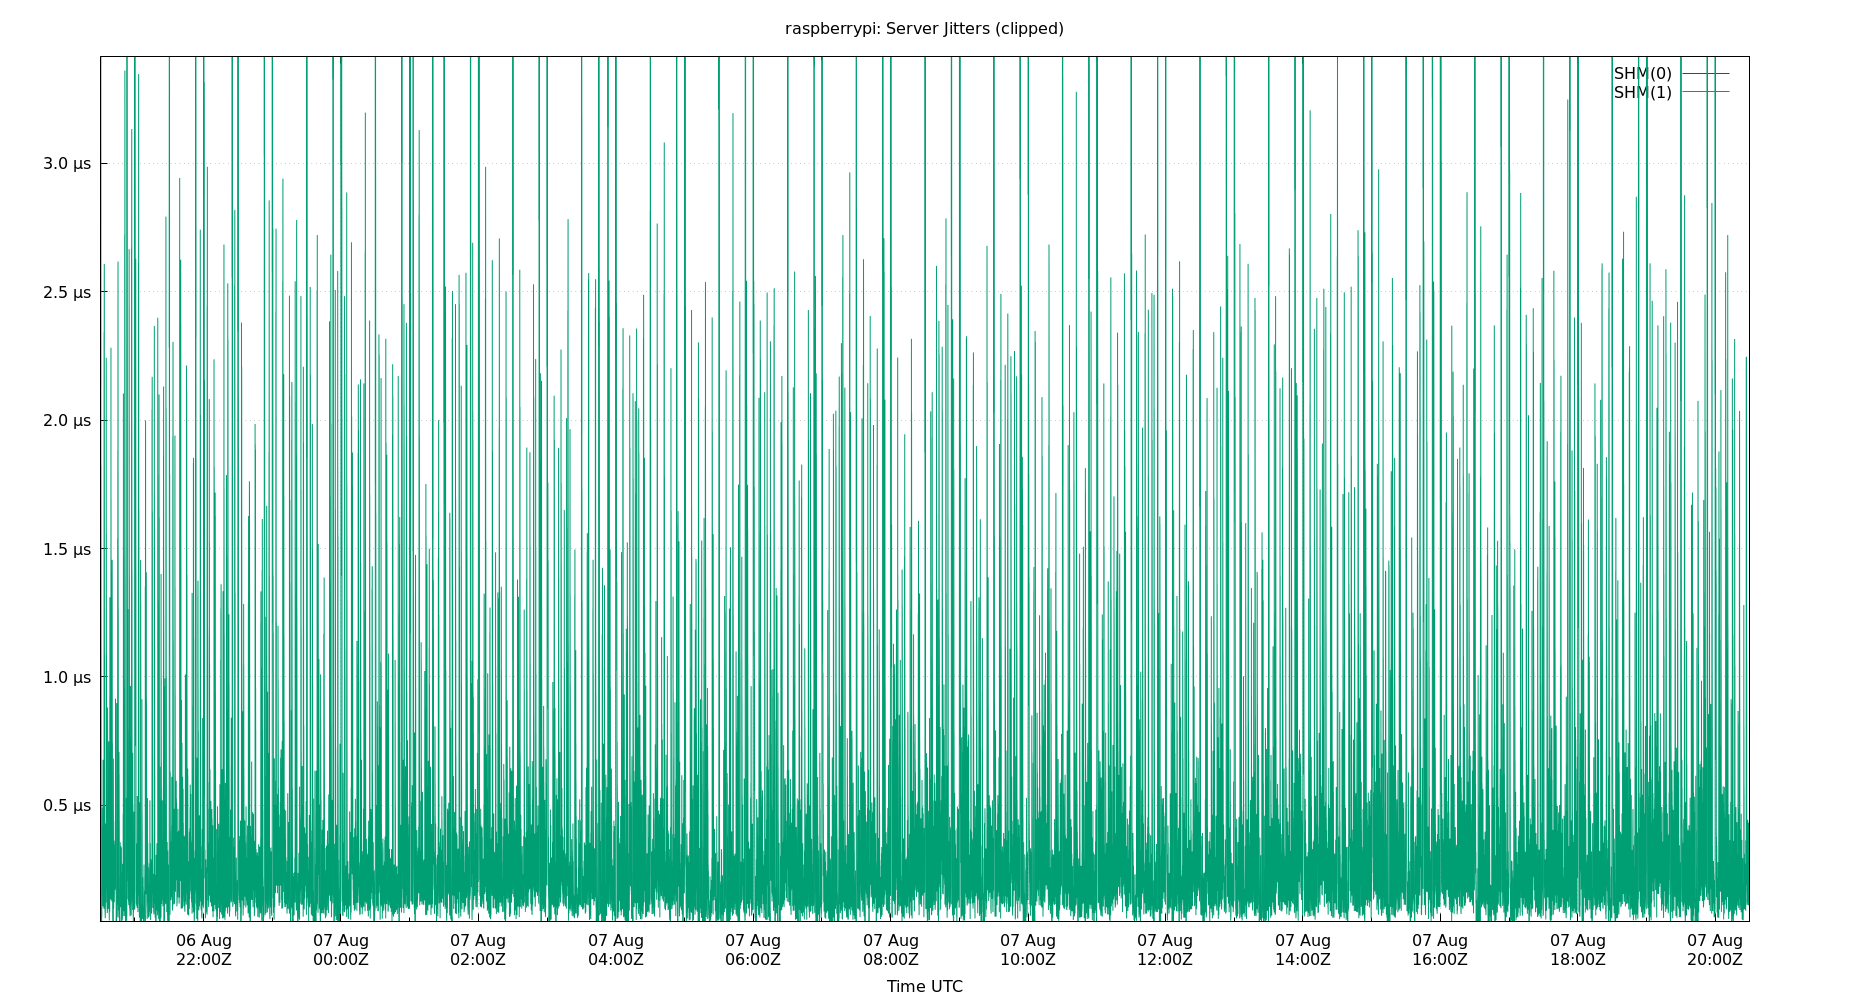 raspberrypi: Server Jitters (clipped)
SHM(0)
SHM(1)
3.0 µs
2.5 µs
2.0 µs
1.5 µs
1.0 µs
0.5 µs
06 Aug 07 Aug 07 Aug 07 Aug 07 Aug 07 Aug 07 Aug 07 Aug 07 Aug 07 Aug 07 Aug 07 Aug
22:00Z 00:00Z 02:00Z 04:00Z 06:00Z 08:00Z 10:00Z 12:00Z 14:00Z 16:00Z 18:00Z 20:00Z
Time UTC